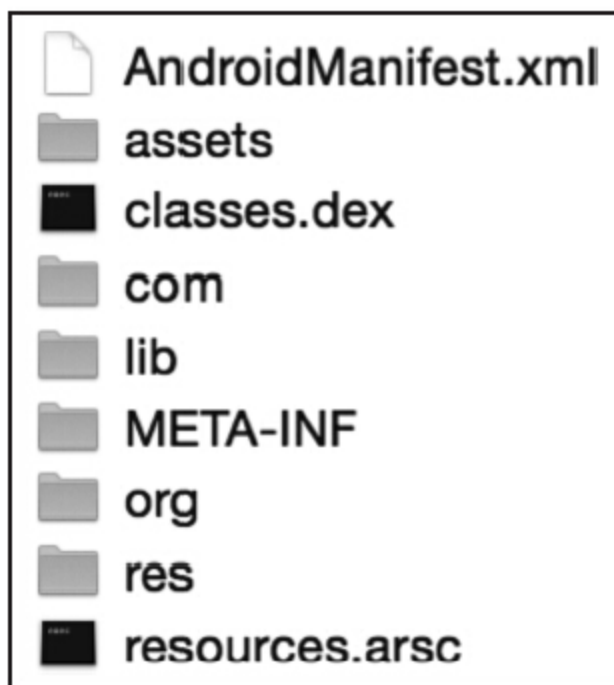 AndroidManifest.xml
assets
classes.dex
com
lib
META-INF
org
res
resources.arsc